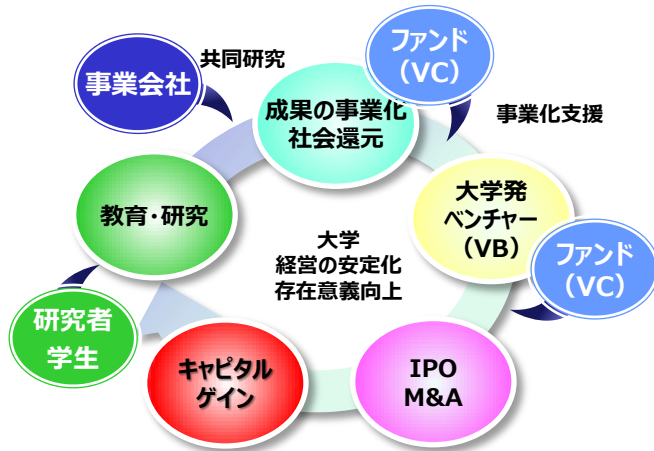 ファンド
（VC）
共同研究
事業会社
成果の事業化
社会還元
事業化支援
教育・研究
大学発
ベンチャー
（VB）
大学
経営の安定化
存在意義向上
ファンド
（VC）
研究者
学生
キャピタル
ゲイン
IPO
M&A